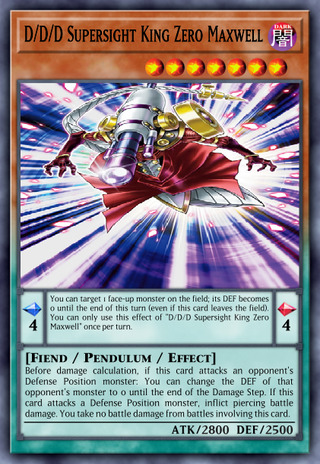 D/D/D Supersight King Zero Maxwell
DARK
闇
You can target 1 face-up monster on the field; its DEF becomes
0 until the end of this turn (even if this card leaves the field).
You can only use this effect of "D/D/D Supersight King Zero
Maxwell" once per turn.
4
4
[Fiend / Pendulum / Effect]
Before damage calculation, if this card attacks an opponent's
Defense Position monster: You can change the DEF of that
opponent's monster to 0 until the end of the Damage Step. If this
card attacks a Defense Position monster, inflict piercing battle
damage. You take no battle damage from battles involving this card.
ATK/2800 DEF/2500